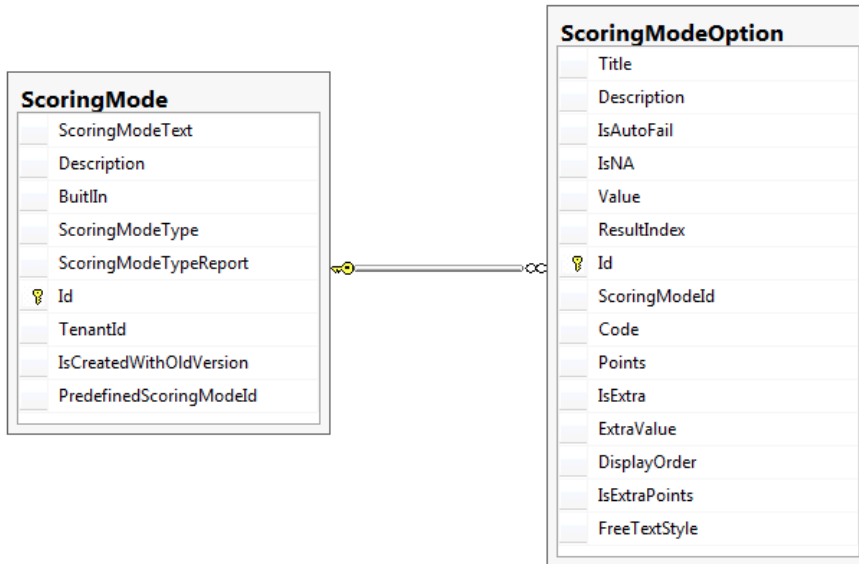 ScoringMode
ScoringModeText
Description
BuitlIn
ScoringModeType
ScoringModeTypeReport
Id
TenantId
IsCreatedWithOldVersion
PredefinedScoringModeId
ScoringModeOption
Title
Description
IsAutoFail
IsNA
Value
ResultIndex
Id
ScoringModeId
Code
Points
IsExtra
ExtraValue
DisplayOrder
IsExtraPoints
FreeTextStyle